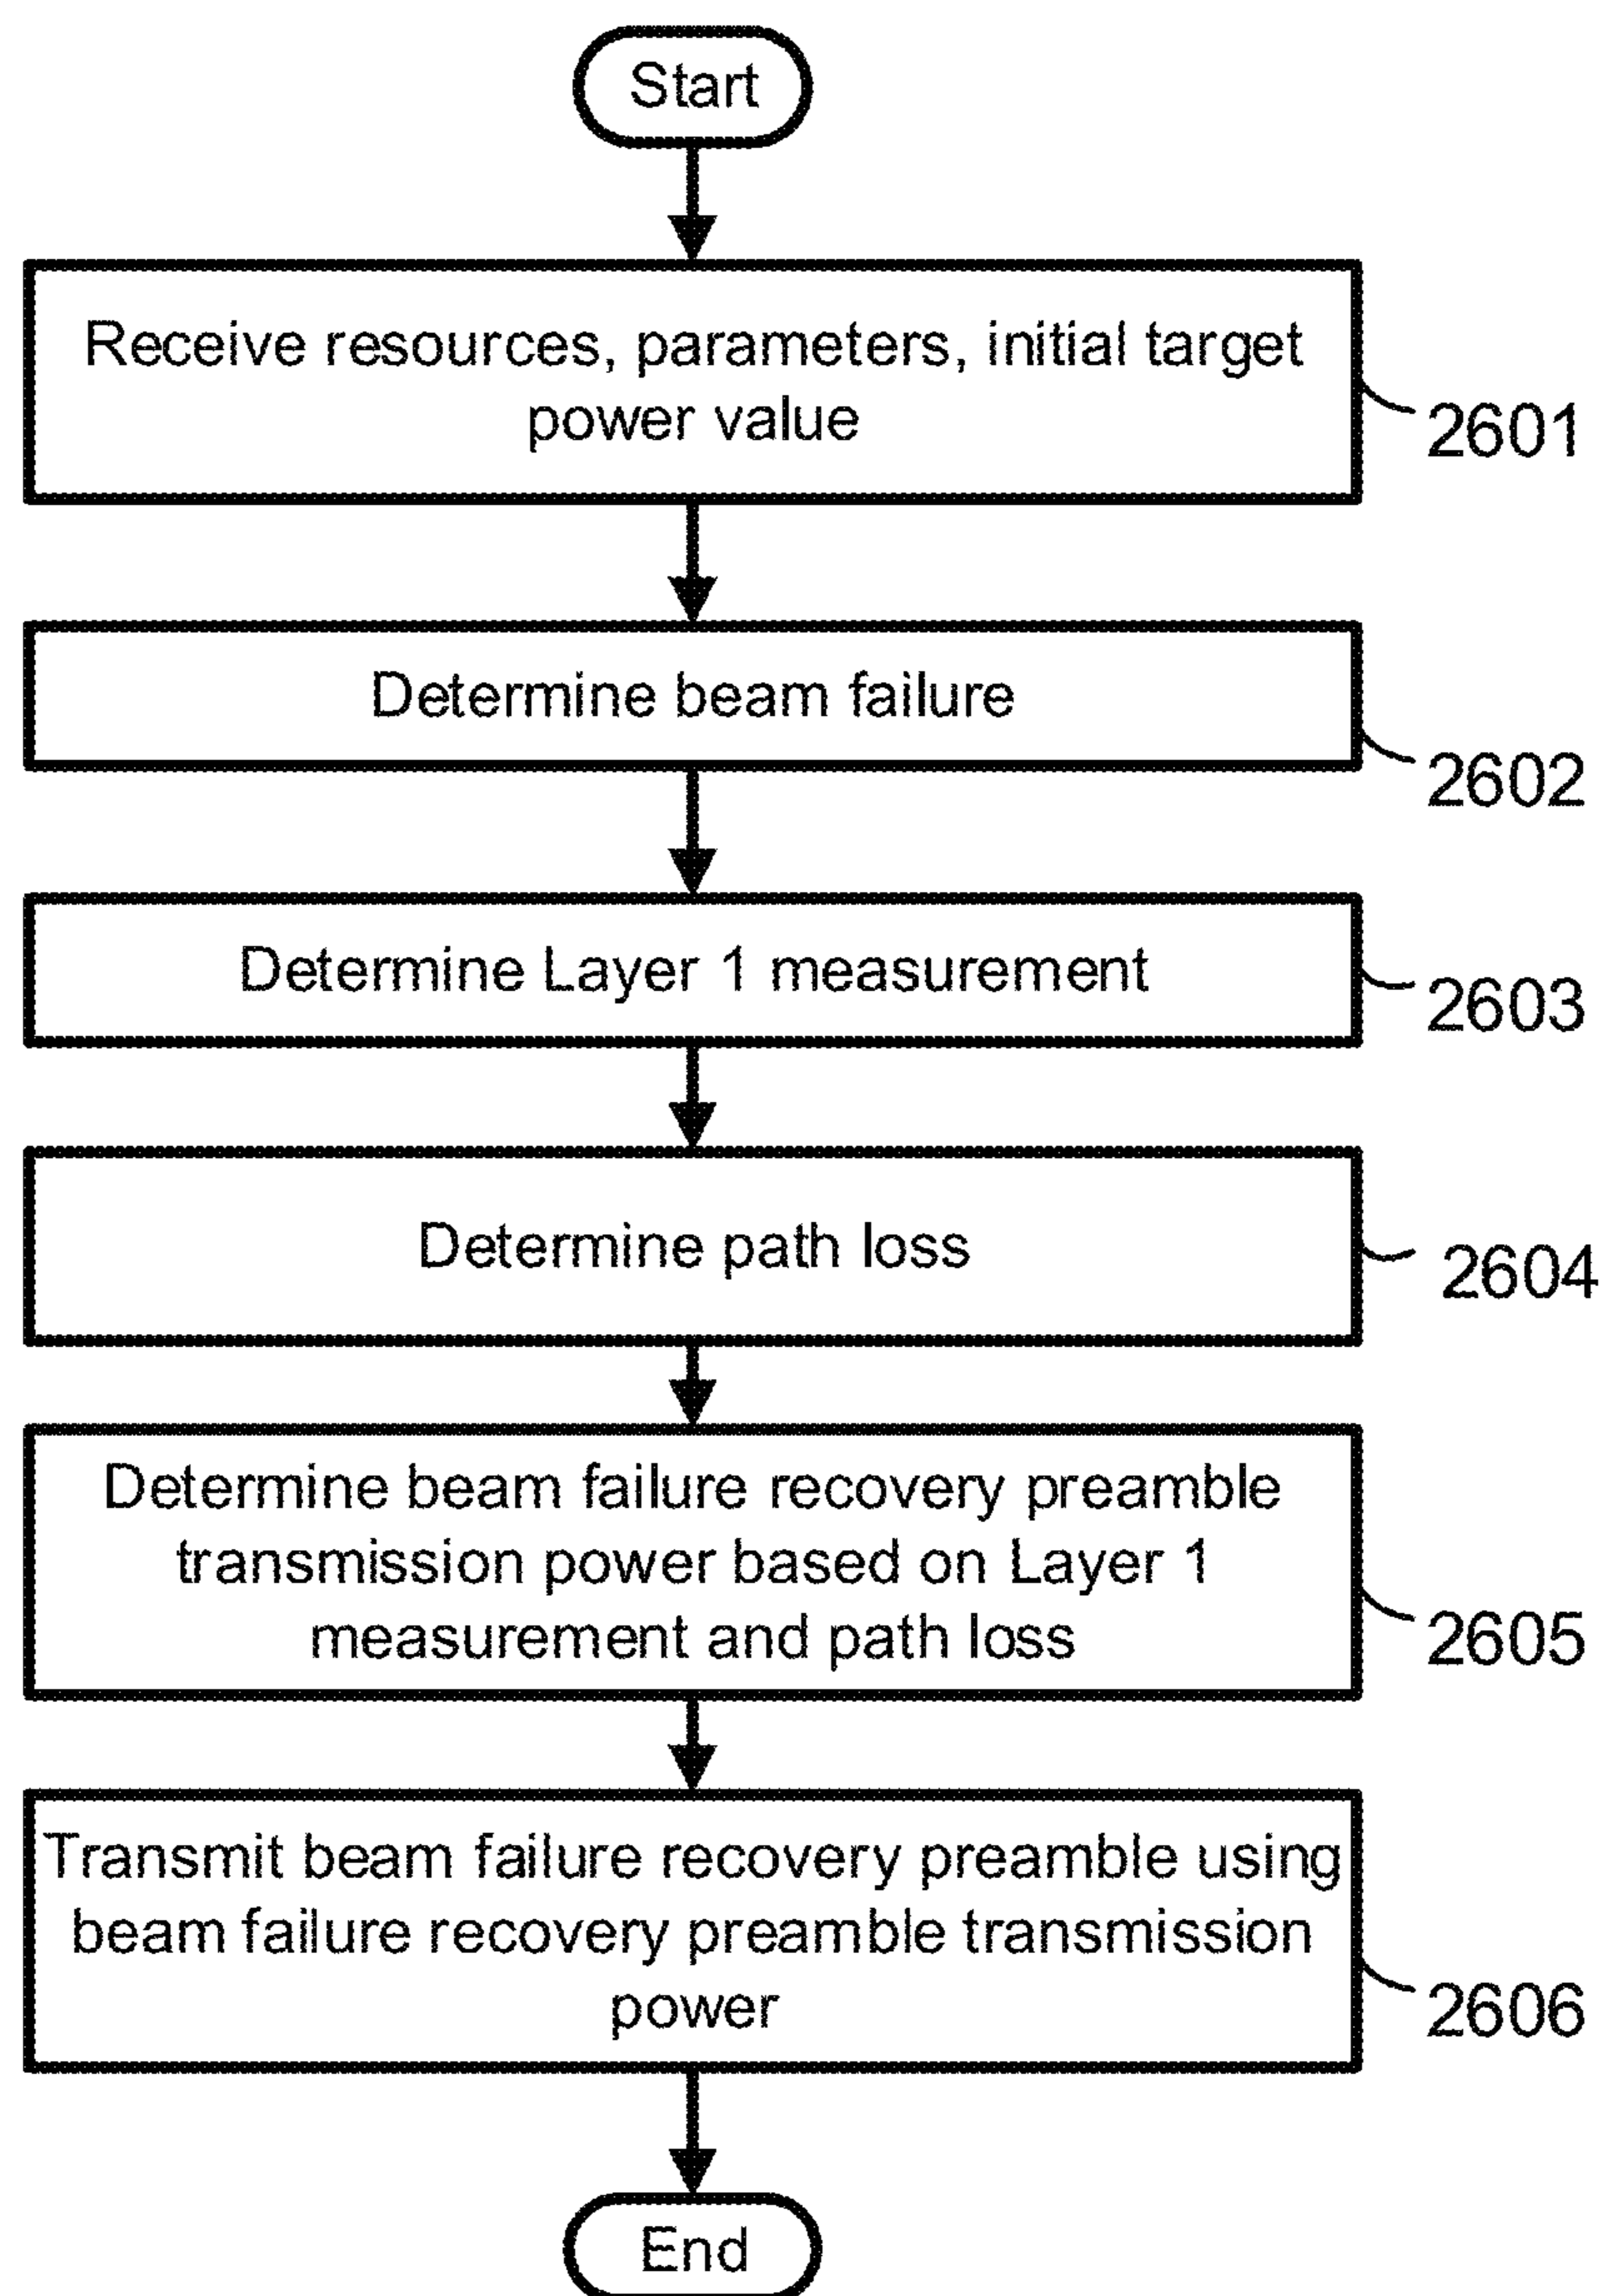 Start
Receive resources, parameters, initial target
power value
2601
Determine beam failure
2602
Determine Layer 1 measurement
2603
Determine path loss
2604
Determine beam failure recovery preamble
transmission power based on Layer 1
measurement and path loss
2605
Transmit beam failure recovery preamble using
beam failure recovery preamble transmission
power
2606
End